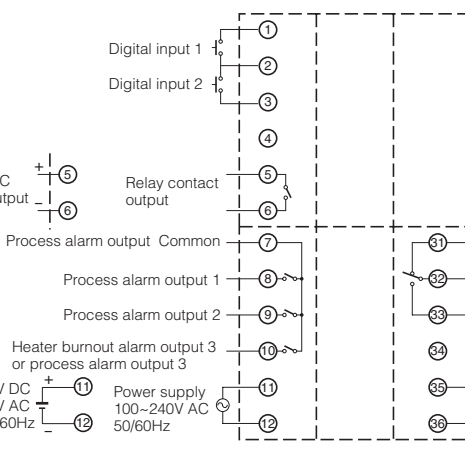 Digital input 1
Digital input 2
1
2
3
4
+ 5
- 6
C
Relay contact
output
5
6
Process alarm output Common
7
Process alarm output 1
8
Process alarm output 2
9
Heater burnout alarm output 3
or process alarm output 3
10
31
32
33
34
35
36
V DC
V AC
60Hz
+
−
11
12
Power supply
100~240V AC
50/60Hz
11
12